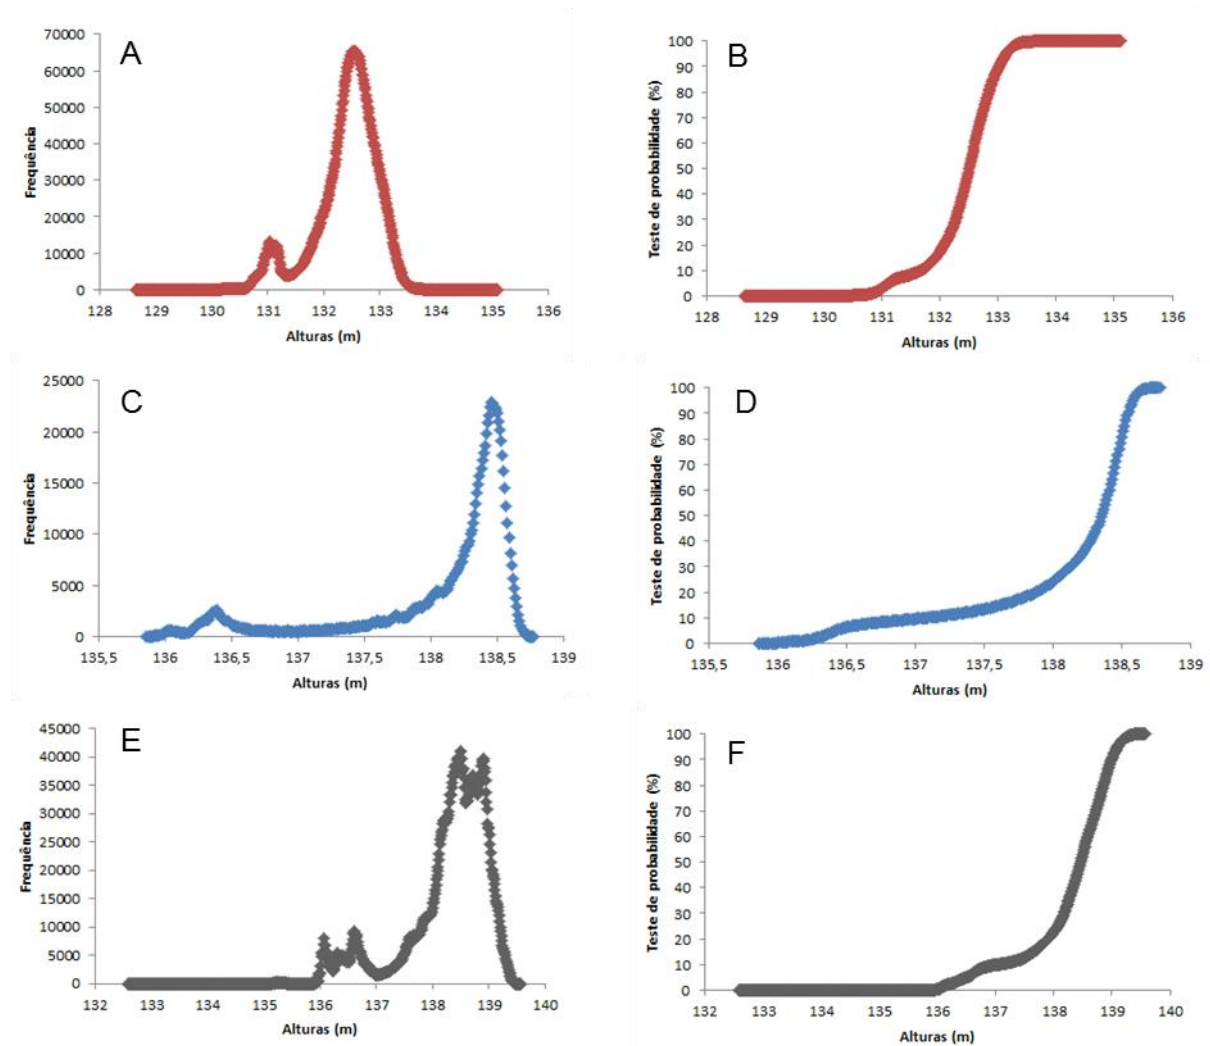 A
70000
60000
50000
40000
30000
20000
10000
0
Frequência
128 129 130 131 132 133 134 135 136
Alturas (m)
B
100
90
80
70
60
50
40
30
20
10
0
Teste de probabilidade (%)
128 129 130 131 132 133 134 135 136
Alturas (m)
C
25000
20000
15000
10000
5000
0
Frequência
135,5 136 136,5 137 137,5 138 138,5 139
Alturas (m)
D
100
90
80
70
60
50
40
30
20
10
0
Teste de probabilidade (%)
135,5 136 136,5 137 137,5 138 138,5 139
Alturas (m)
E
45000
40000
35000
30000
25000
20000
15000
10000
5000
0
Frequência
132 133 134 135 136 137 138 139 140
Alturas (m)
F
100
90
80
70
60
50
40
30
20
10
0
Teste de probabilidade (%)
132 133 134 135 136 137 138 139 140
Alturas (m)